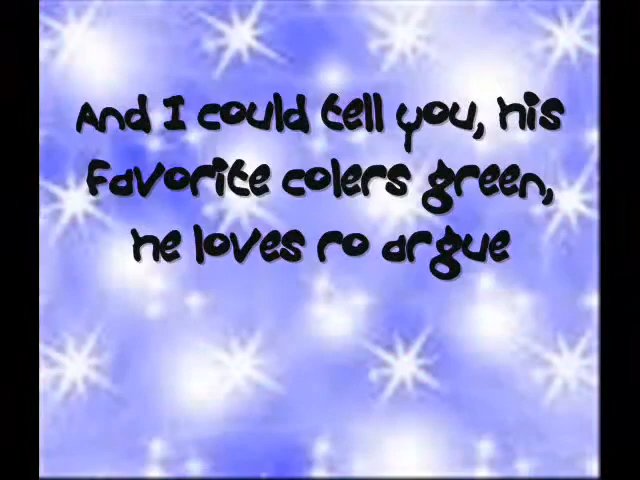 And I could tell you, his
favorite colers green,
he loves ro argue